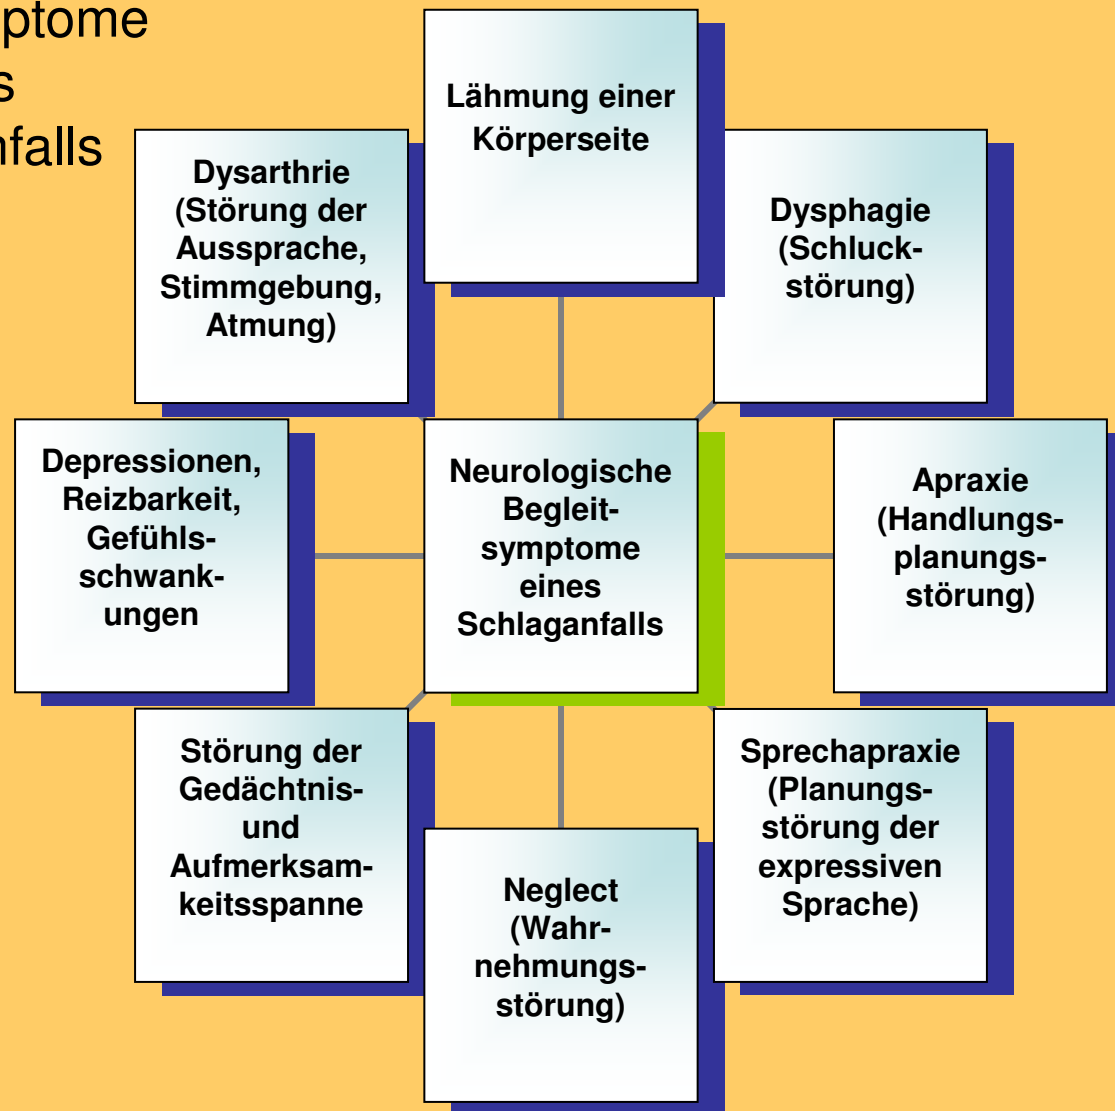 ptome
s
nfalls
Lähmung einer
Körperseite
Dysarthrie
(Störung der
Aussprache,
Stimmgebung,
Atmung)
Dysphagie
(Schluck-
störung)
Depressionen,
Reizbarkeit,
Gefühls-
schwank-
ungen
Neurologische
Begleit-
symptome
eines
Schlaganfalls
Apraxie
(Handlungs-
planungs-
störung)
Störung der
Gedächtnis-
und
Aufmerksam-
keitsspanne
Neglect
(Wahr-
nehmungs-
störung)
Sprechapraxie
(Planungs-
störung der
expressiven
Sprache)